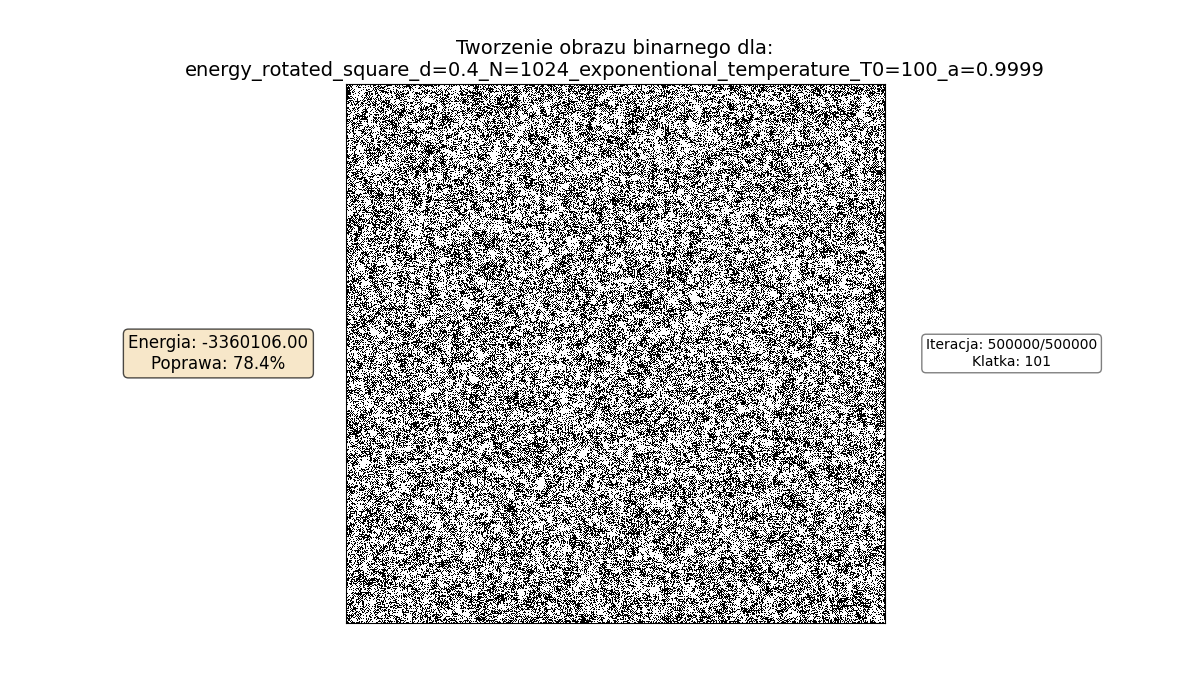 Tworzenie obrazu binarnego dla:
energy_rotated_square_d=0.4_N=1024_exponentional_temperature_T0=100_a=0.9999
Energia: -3360106.00
Poprawa: 78.4%
Iteracja: 500000/500000
Klatka: 101